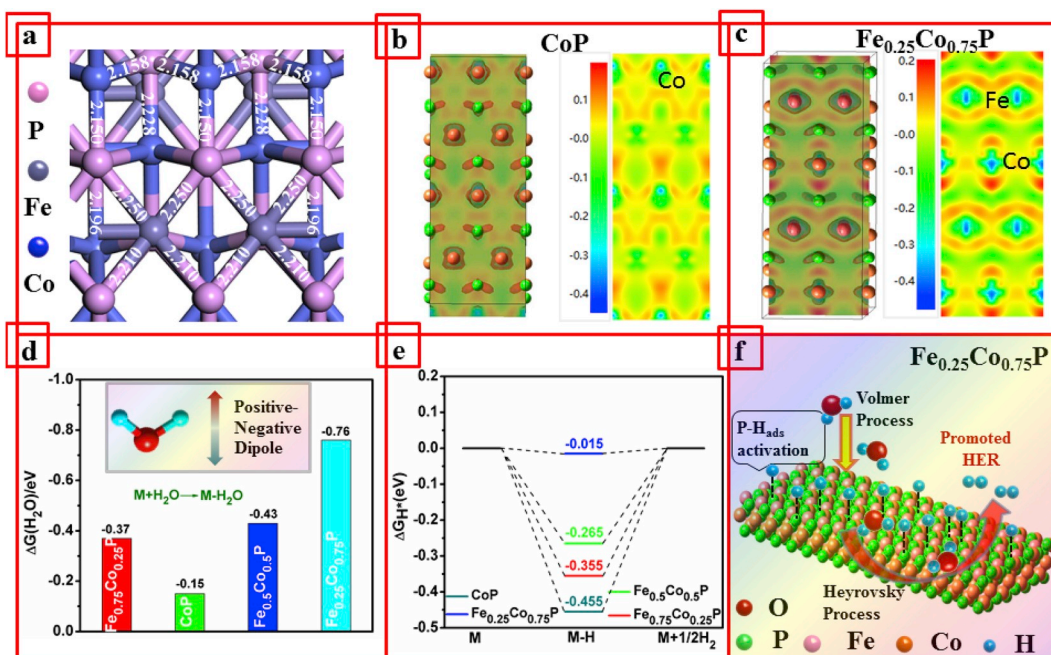 a
P
Fe
Co
2.158
2.158
2.158
2.158
2.150
2.228
2.150
2.228
2.150
2.196
2.250
2.250
2.250
2.250
2.196
2.210
2.210
2.210
2.210
b
CoP
0.1
-0.0
-0.1
-0.2
-0.3
-0.4
Co
c
Fe0.25Co0.75P
0.2
0.1
-0.0
-0.1
-0.2
-0.3
-0.4
Fe
Co
d
ΔG(H2O)/eV
-1.0
-0.8
-0.6
-0.4
-0.2
0.0
Positive-
Negative
Dipole
M+H2O→M-H2O
-0.37
-0.15
-0.43
-0.76
Fe0.75Co0.25P
CoP
Fe0.5Co0.5P
Fe0.25Co0.75P
e
ΔGH*(eV)
0.2
0.1
0.0
-0.1
-0.2
-0.3
-0.4
-0.5
-0.015
-0.265
-0.355
-0.455
CoP
Fe0.5Co0.5P
Fe0.25Co0.75P
Fe0.75Co0.25P
M
M-H
M+1/2H2
f
Fe0.25Co0.75P
Volmer
Process
P-Hads
activation
Promoted
HER
Heyrovsky
Process
O
P
Fe
Co
H